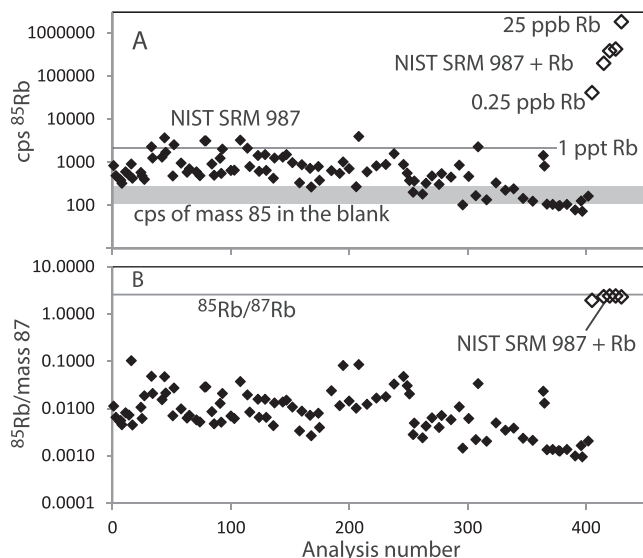 A
25 ppb Rb
1000000
NIST SRM 987 + Rb
100000
0.25 ppb Rb
10000
NIST SRM 987
1 ppt Rb
1000
100
cps of mass 85 in the blank
cps ⁸⁵Rb
10.0000
B
⁸⁵Rb/⁸⁷Rb
1.0000
NIST SRM 987 + Rb
0.1000
0.0100
0.0010
0.0001
⁸⁵Rb/mass 87
0 100 200 300 400
Analysis number